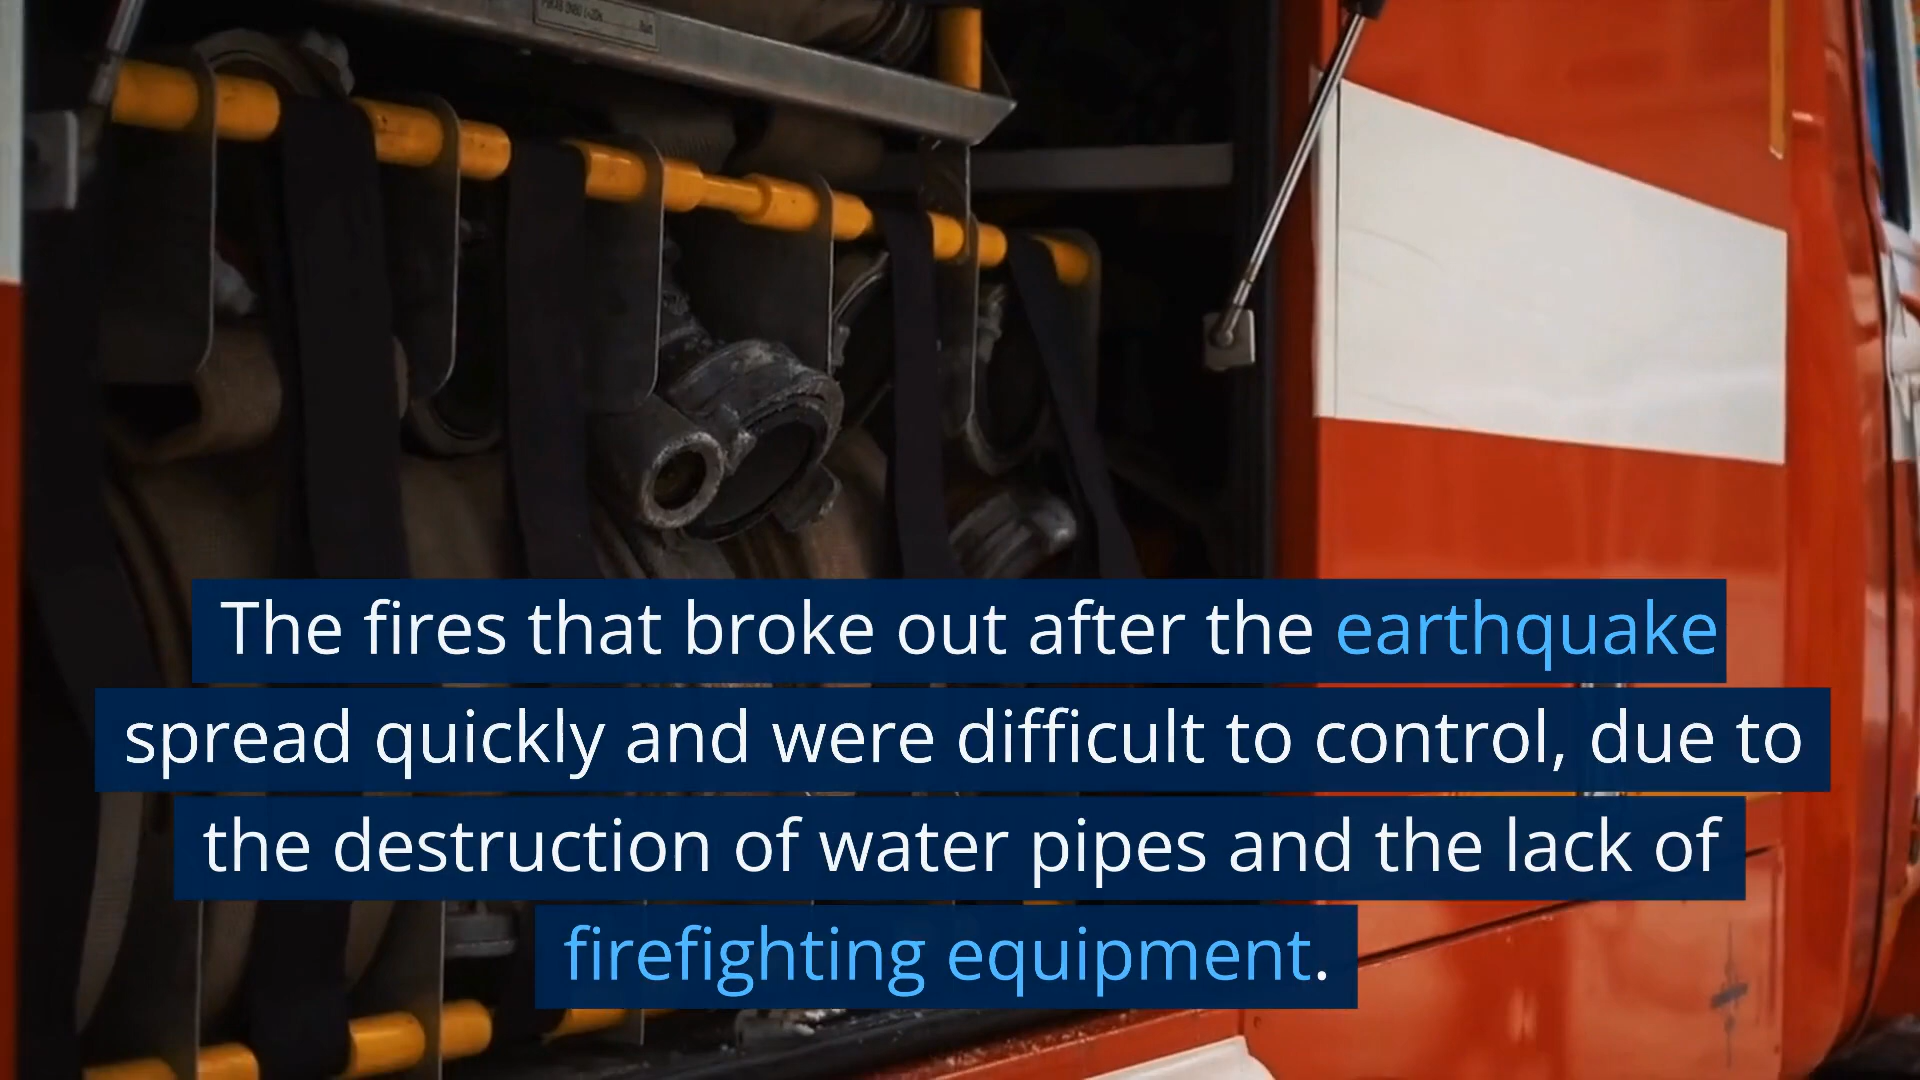 The fires that broke out after the earthquake
spread quickly and were difficult to control, due to
the destruction of water pipes and the lack of
firefighting equipment.